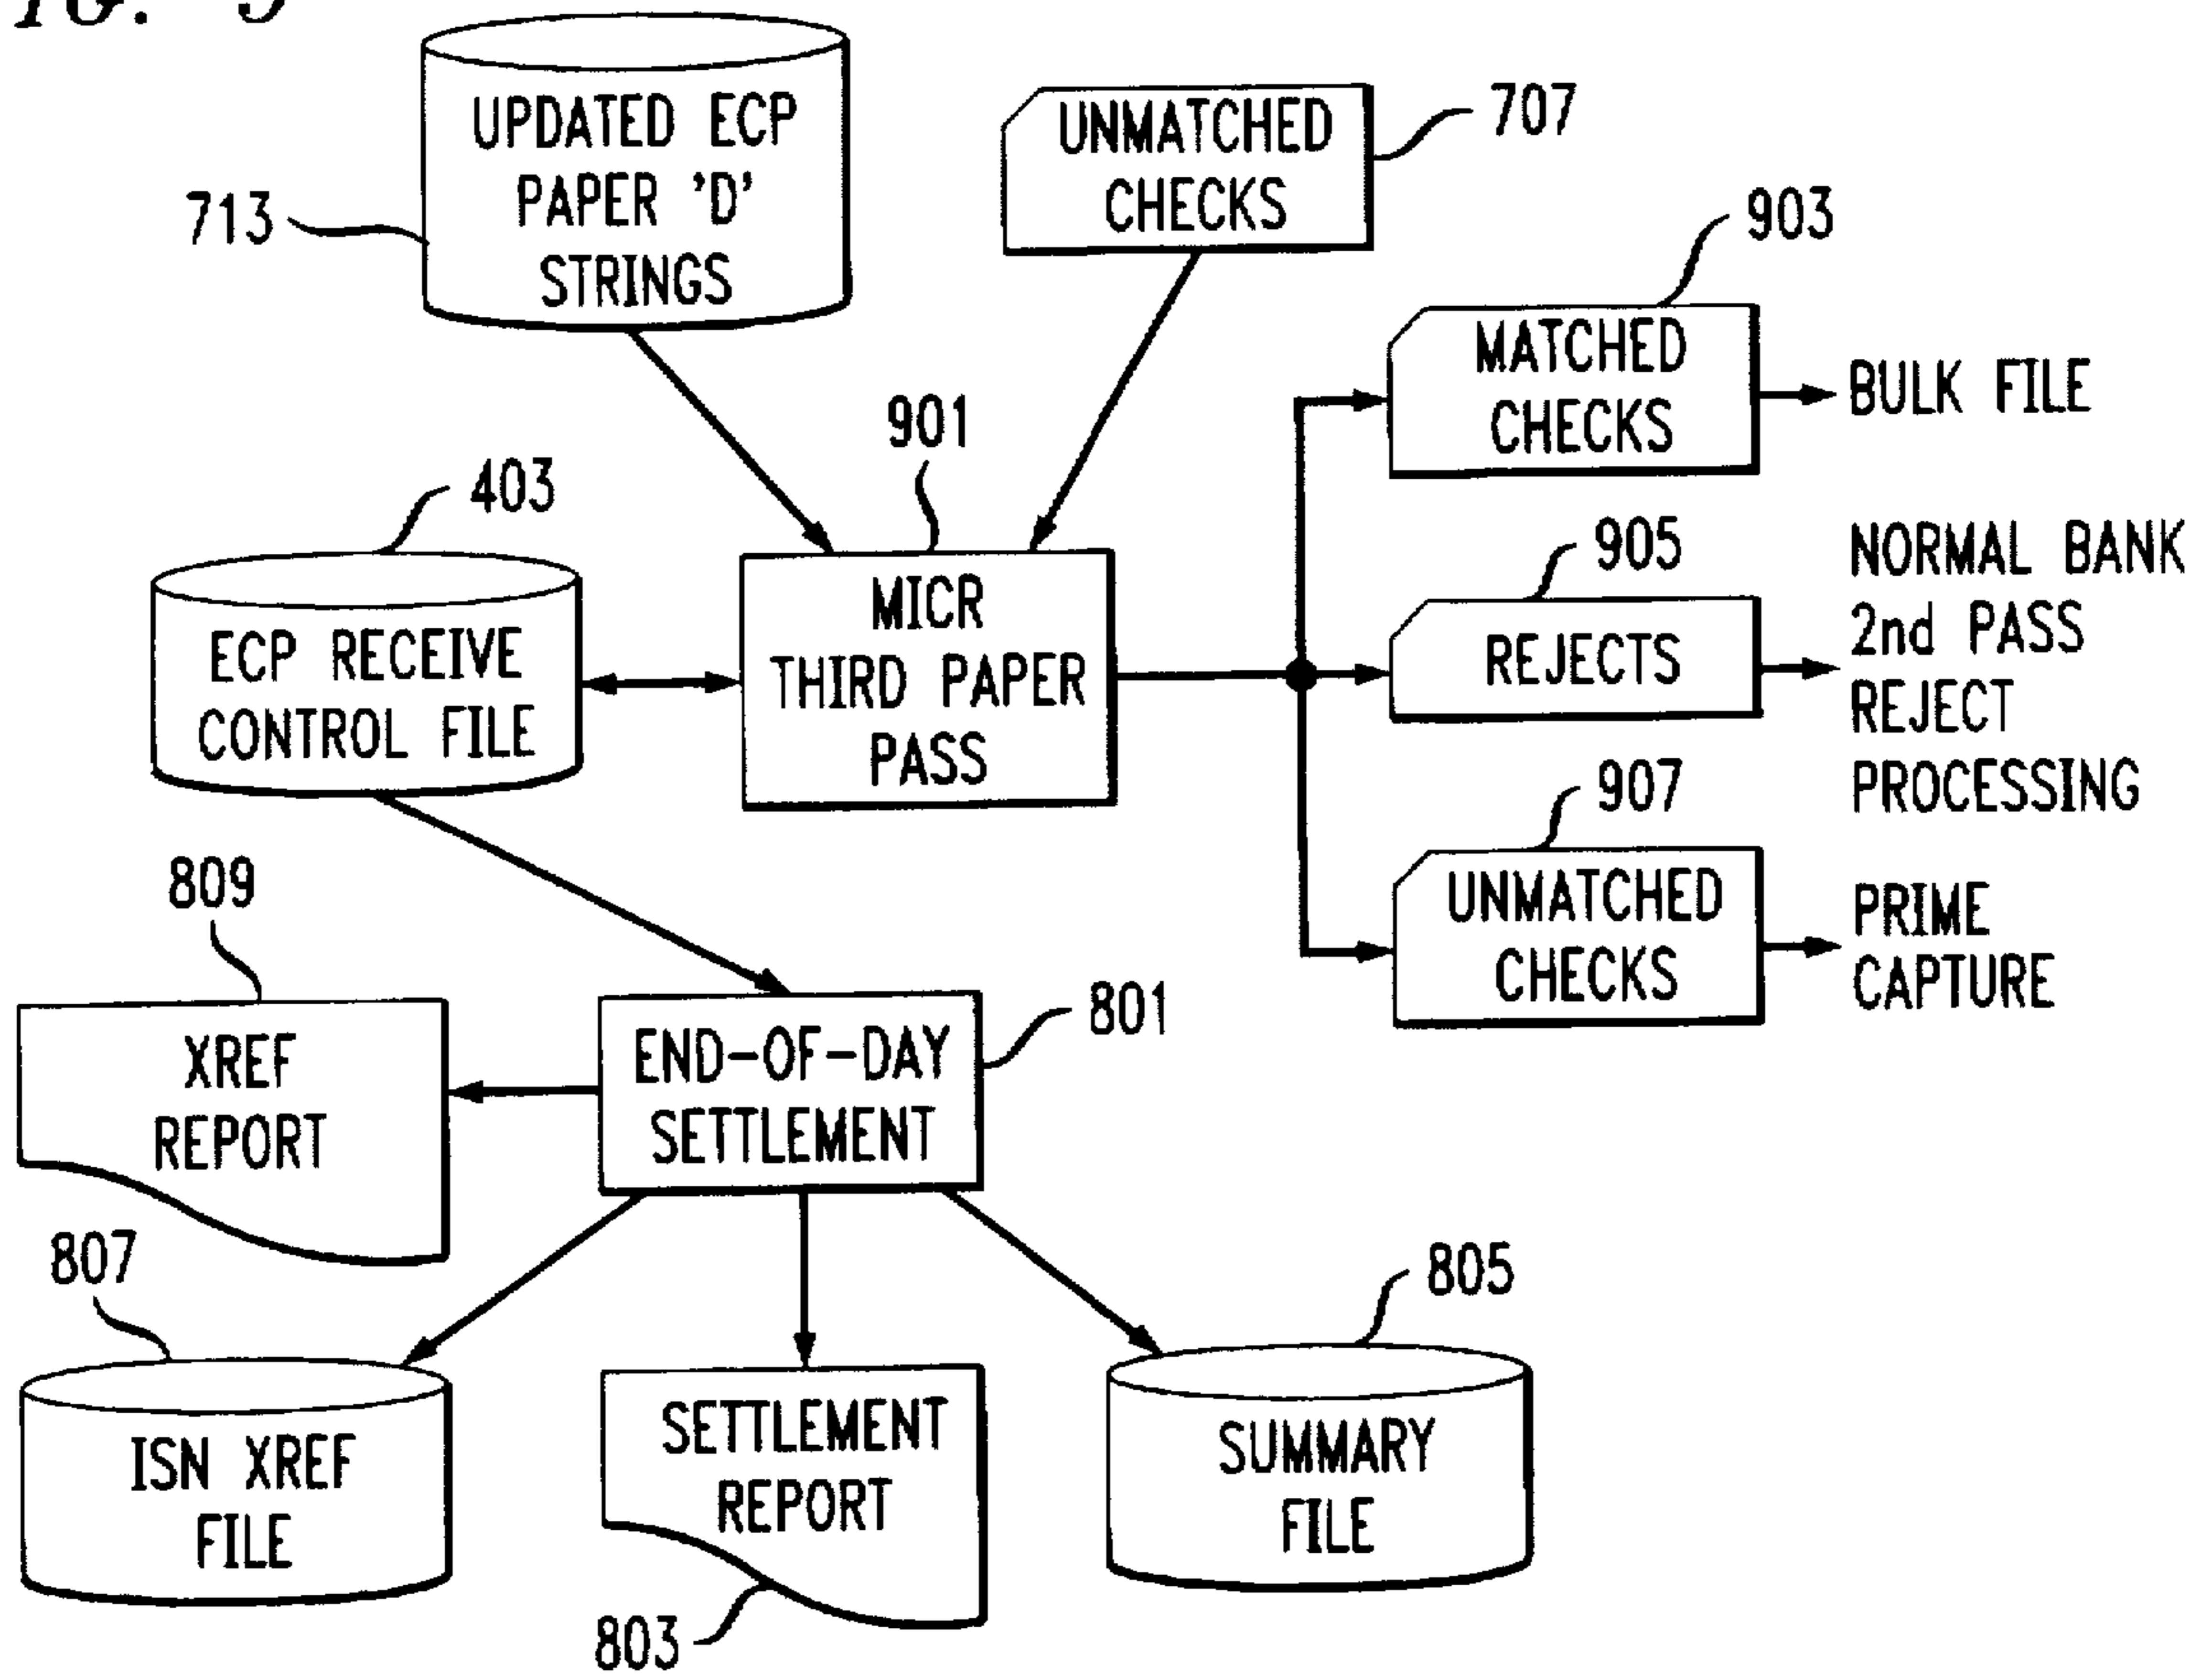 UPDATED ECP
PAPER 'D'
STRINGS
713
UNMATCHED
CHECKS
707
903
MATCHED
CHECKS
BULK FILE
901
403
ECP RECEIVE
CONTROL FILE
MICR
THIRD PAPER
PASS
905
REJECTS
NORMAL BANK
2nd PASS
REJECT
PROCESSING
907
UNMATCHED
CHECKS
PRIME
CAPTURE
809
XREF
REPORT
END-OF-DAY
SETTLEMENT
801
807
ISN XREF
FILE
SETTLEMENT
REPORT
803
805
SUMMARY
FILE